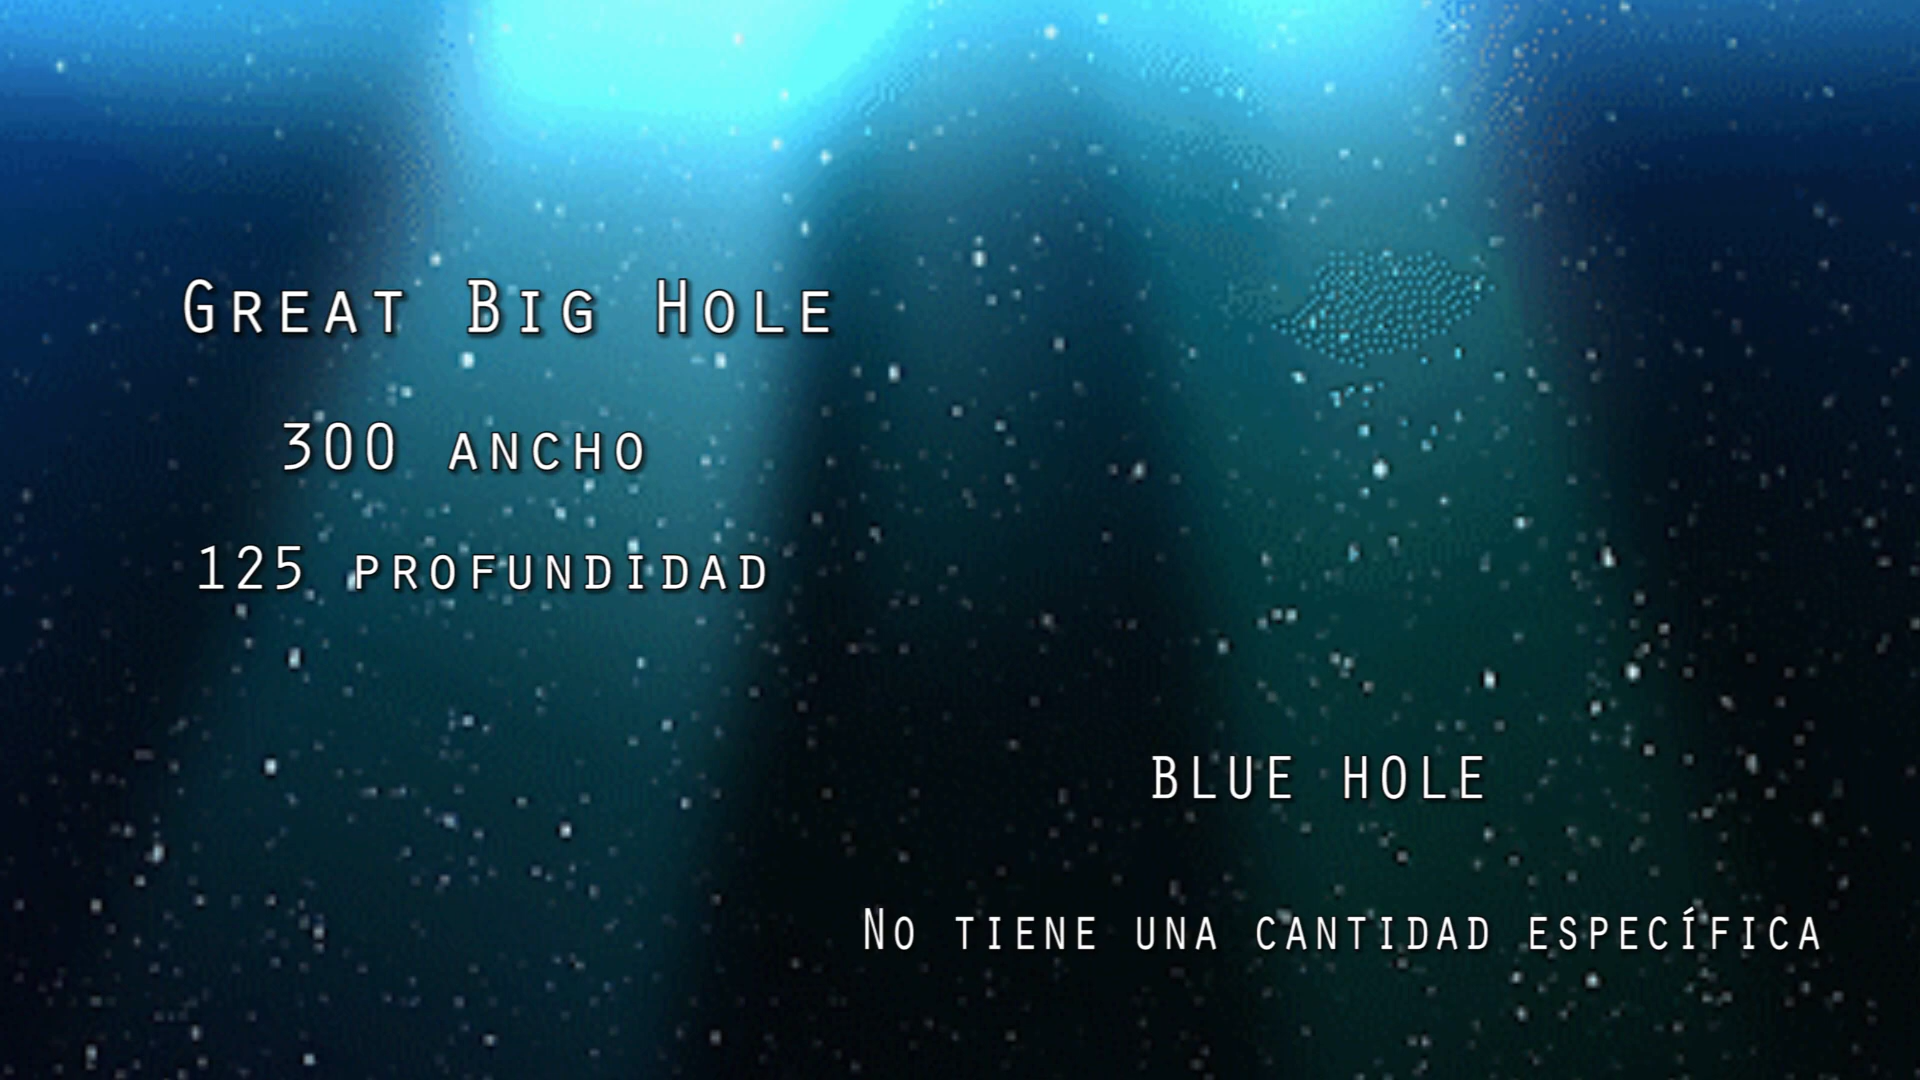 Great Big Hole
300 ancho
125 profundidad
BLUE HOLE
No tiene una cantidad específica